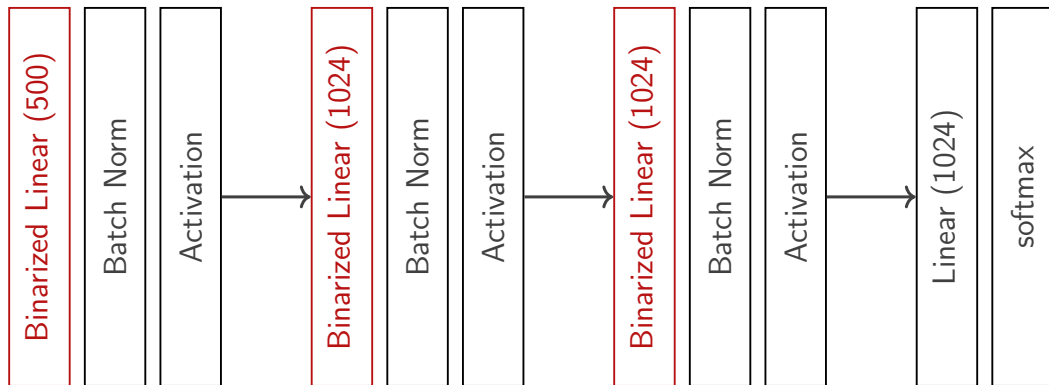 Binarized Linear (500)
Batch Norm
Activation
Binarized Linear (1024)
Batch Norm
Activation
Binarized Linear (1024)
Batch Norm
Activation
Linear (1024)
softmax